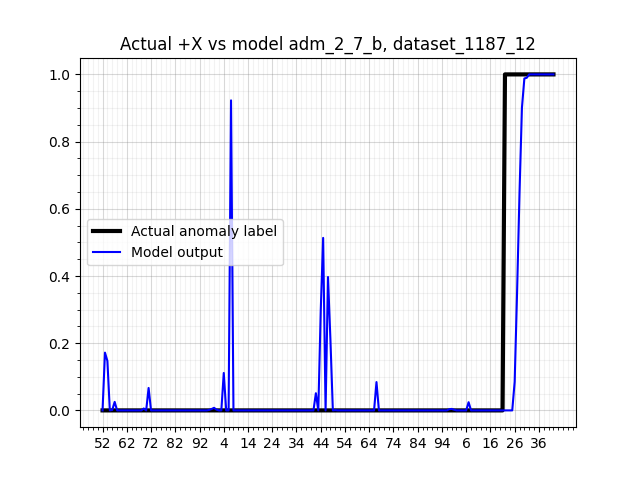 Actual +X vs model adm_2_7_b, dataset_1187_12
1.0
0.8
0.6
Actual anomaly label
Model output
0.4
0.2
0.0
52 62 72 82 92 4 14 24 34 44 54 64 74 84 94 6 16 26 36